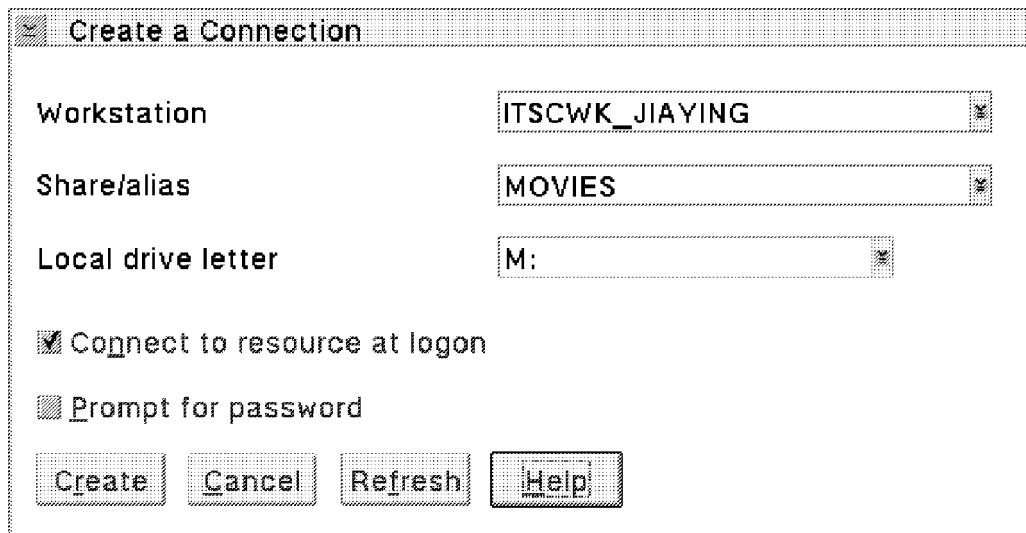 Create a Connection
Workstation ITSCWK_JIAYING
Share/alias MOVIES
Local drive letter M:
Connect to resource at logon
Prompt for password
Create Cancel Refresh Help